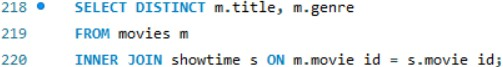 218 SELECT DISTINCT m.title, m.genre
219 FROM movies m
220 INNER JOIN showtime s ON m.movie_id = s.movie_id;